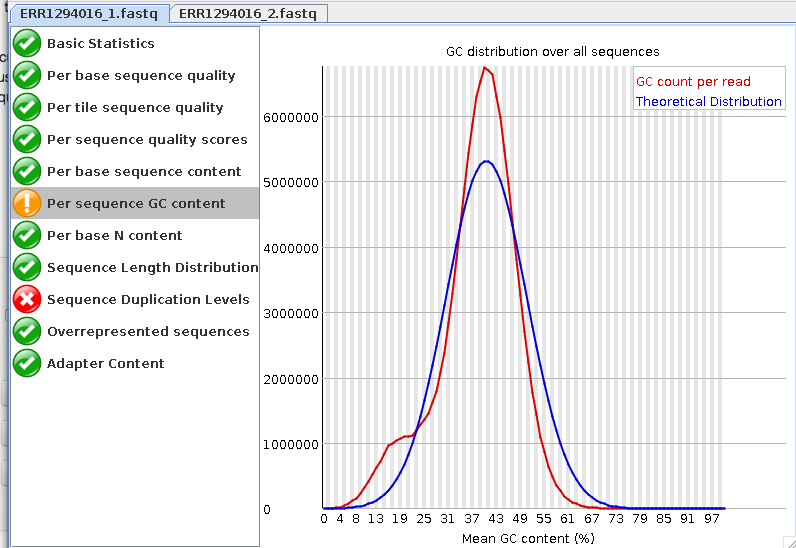 ERR1294016_1.fastq
ERR1294016_2.fastq
Basic Statistics
Per base sequence quality
Per tile sequence quality
Per sequence quality scores
Per base sequence content
Per sequence GC content
Per base N content
Sequence Length Distribution
Sequence Duplication Levels
Overrepresented sequences
Adapter Content
GC distribution over all sequences
GC count per read
Theoretical Distribution
6000000
5000000
4000000
3000000
2000000
1000000
0
0 4 8 13 19 25 31 37 43 49 55 61 67 73 79 85 91 97
Mean GC content (%)